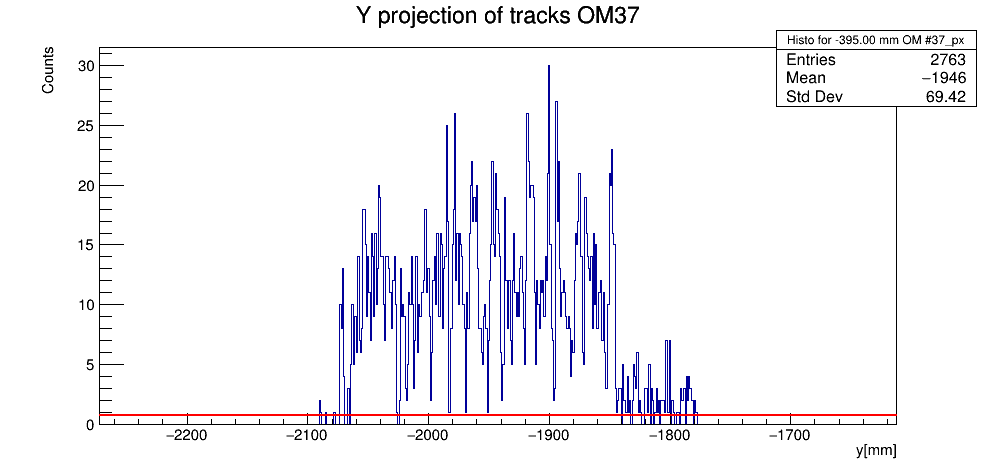 Y projection of tracks OM37
Histo for -395.00 mm OM #37_px
Entries 2763
Mean −1946
Std Dev 69.42
Counts
30
25
20
15
10
5
0
−2200 −2100 −2000 −1900 −1800 −1700
y[mm]